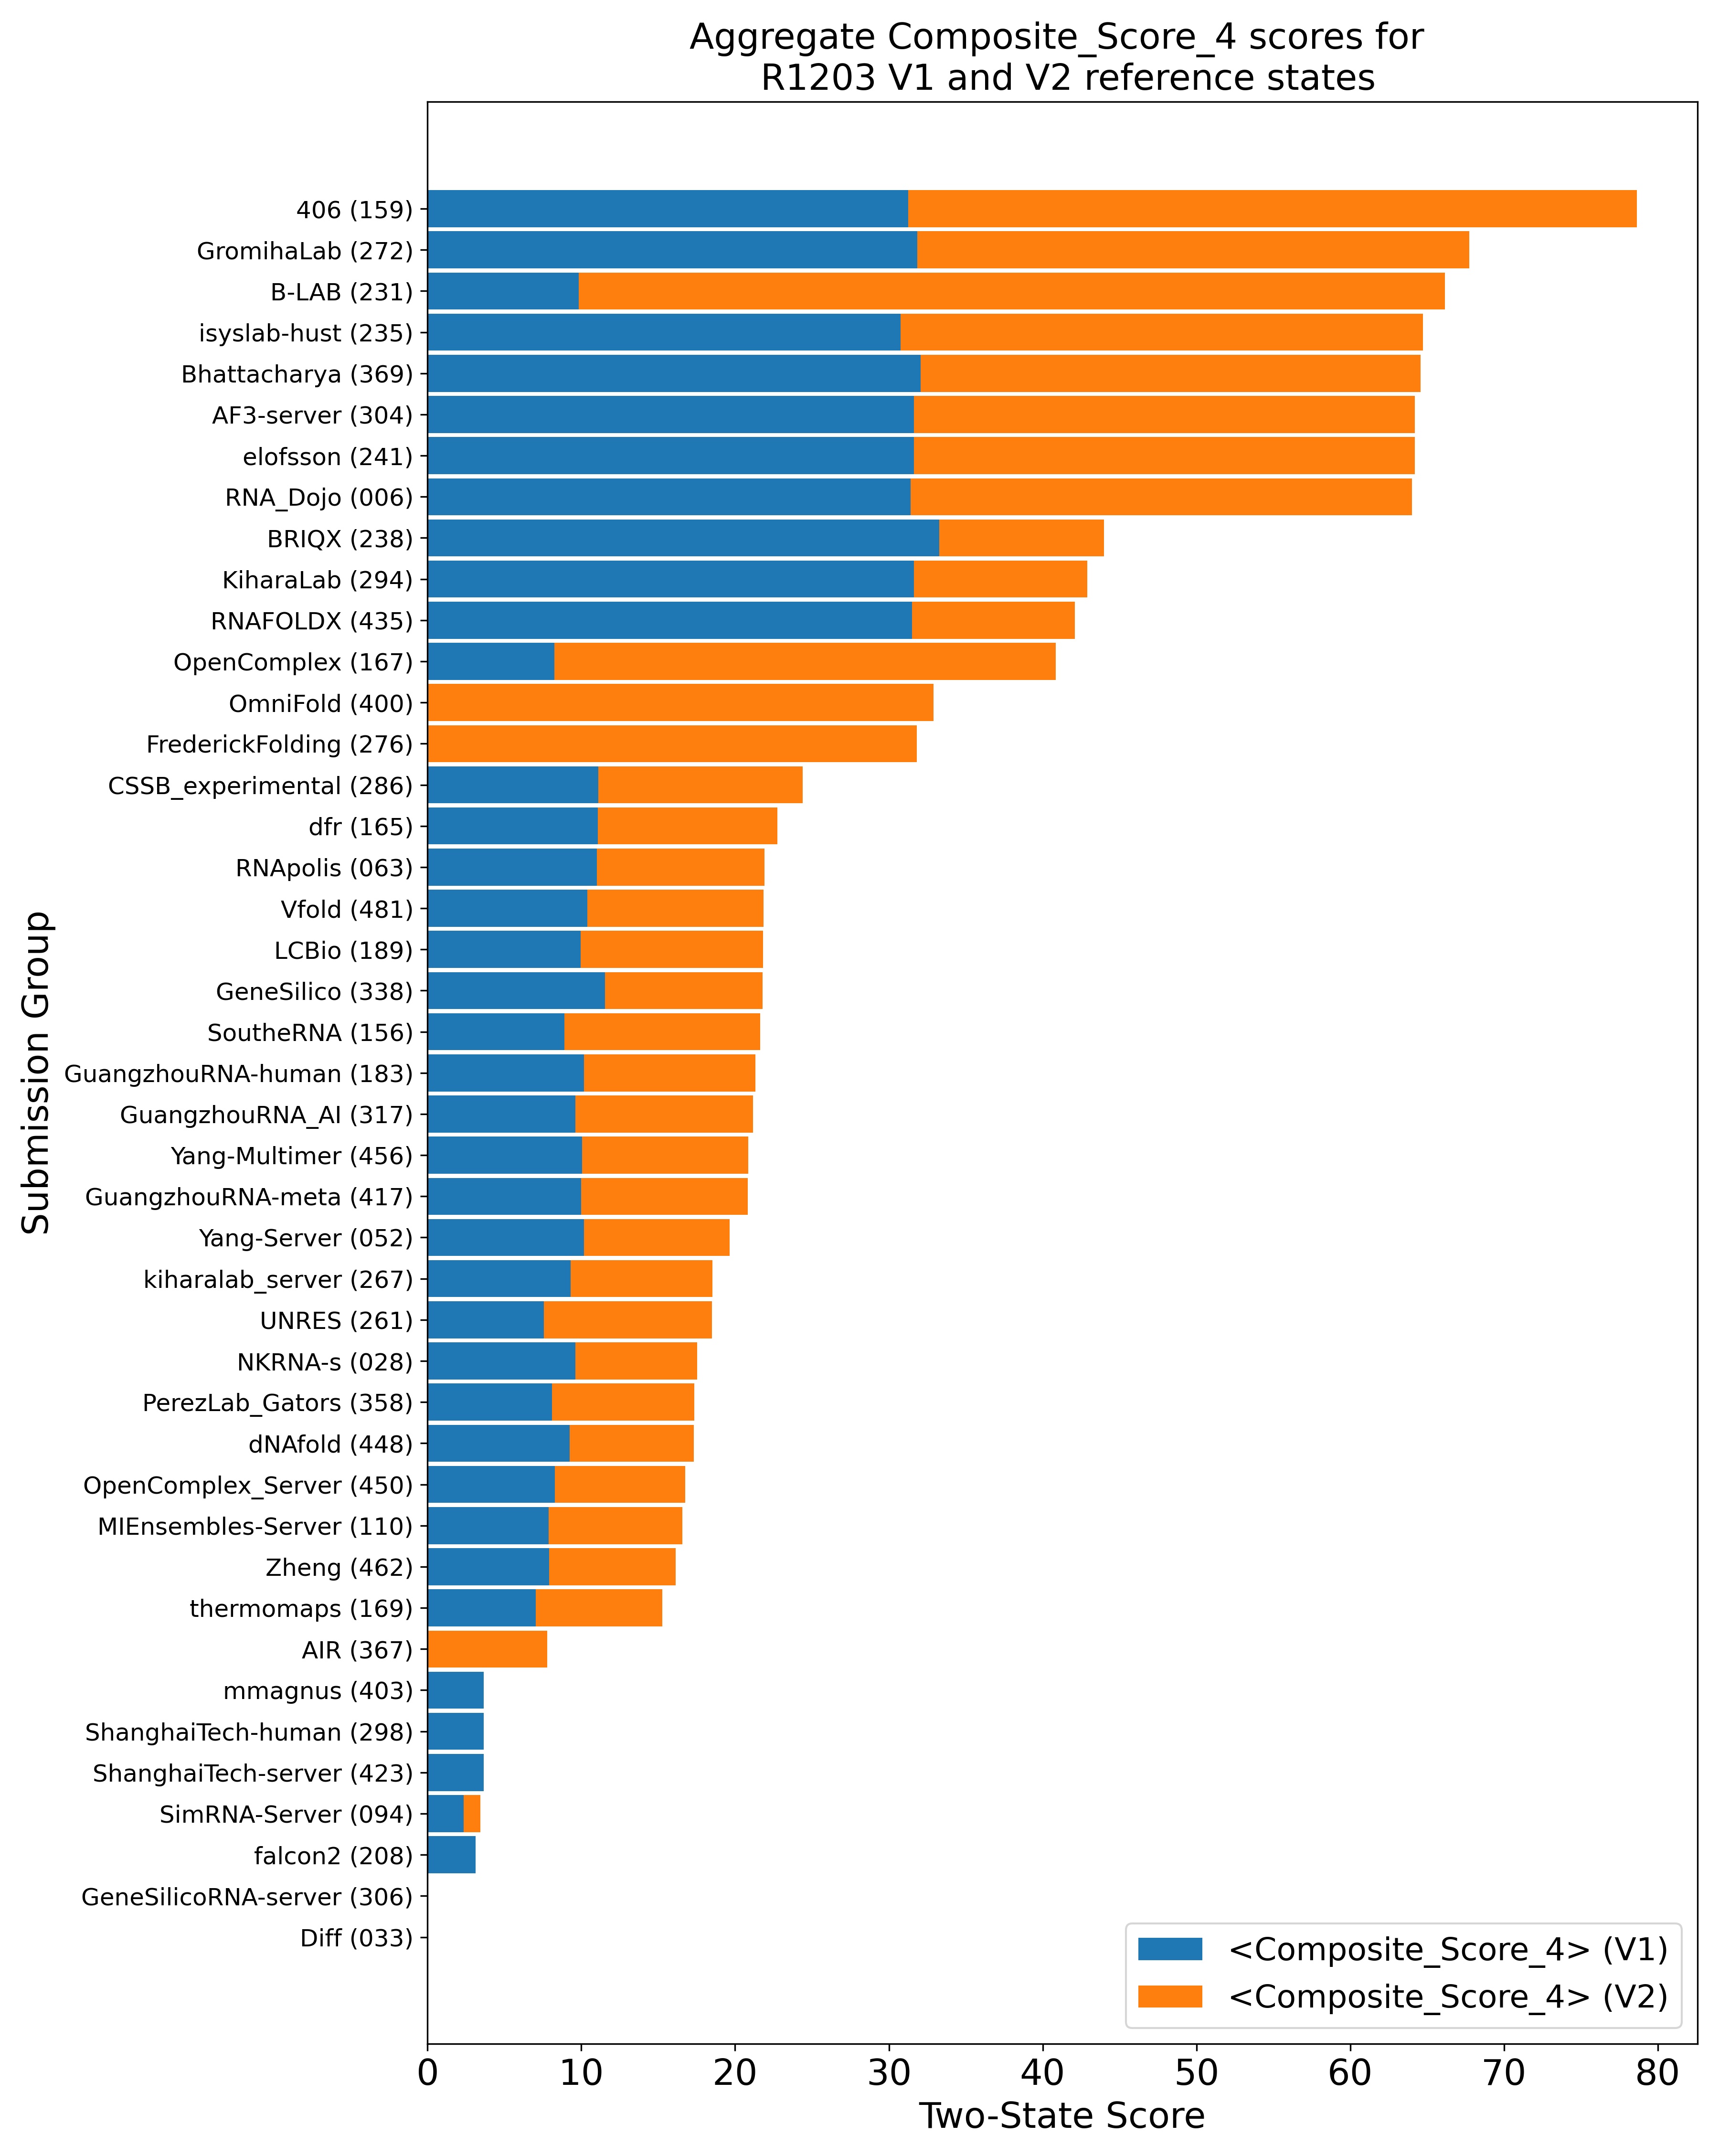 Aggregate Composite_Score_4 scores for
R1203 V1 and V2 reference states
Submission Group
406 (159)
GromihaLab (272)
B-LAB (231)
isyslab-hust (235)
Bhattacharya (369)
AF3-server (304)
elofsson (241)
RNA_Dojo (006)
BRIQX (238)
KiharaLab (294)
RNAFOLDX (435)
OpenComplex (167)
OmniFold (400)
FrederickFolding (276)
CSSB_experimental (286)
dfr (165)
RNApolis (063)
Vfold (481)
LCBio (189)
GeneSilico (338)
SoutheRNA (156)
GuangzhouRNA-human (183)
GuangzhouRNA_AI (317)
Yang-Multimer (456)
GuangzhouRNA-meta (417)
Yang-Server (052)
kiharalab_server (267)
UNRES (261)
NKRNA-s (028)
PerezLab_Gators (358)
dNAfold (448)
OpenComplex_Server (450)
MIEnsembles-Server (110)
Zheng (462)
thermomaps (169)
AIR (367)
mmagnus (403)
ShanghaiTech-human (298)
ShanghaiTech-server (423)
SimRNA-Server (094)
falcon2 (208)
GeneSilicoRNA-server (306)
Diff (033)
<Composite_Score_4> (V1)
<Composite_Score_4> (V2)
0 10 20 30 40 50 60 70 80
Two-State Score